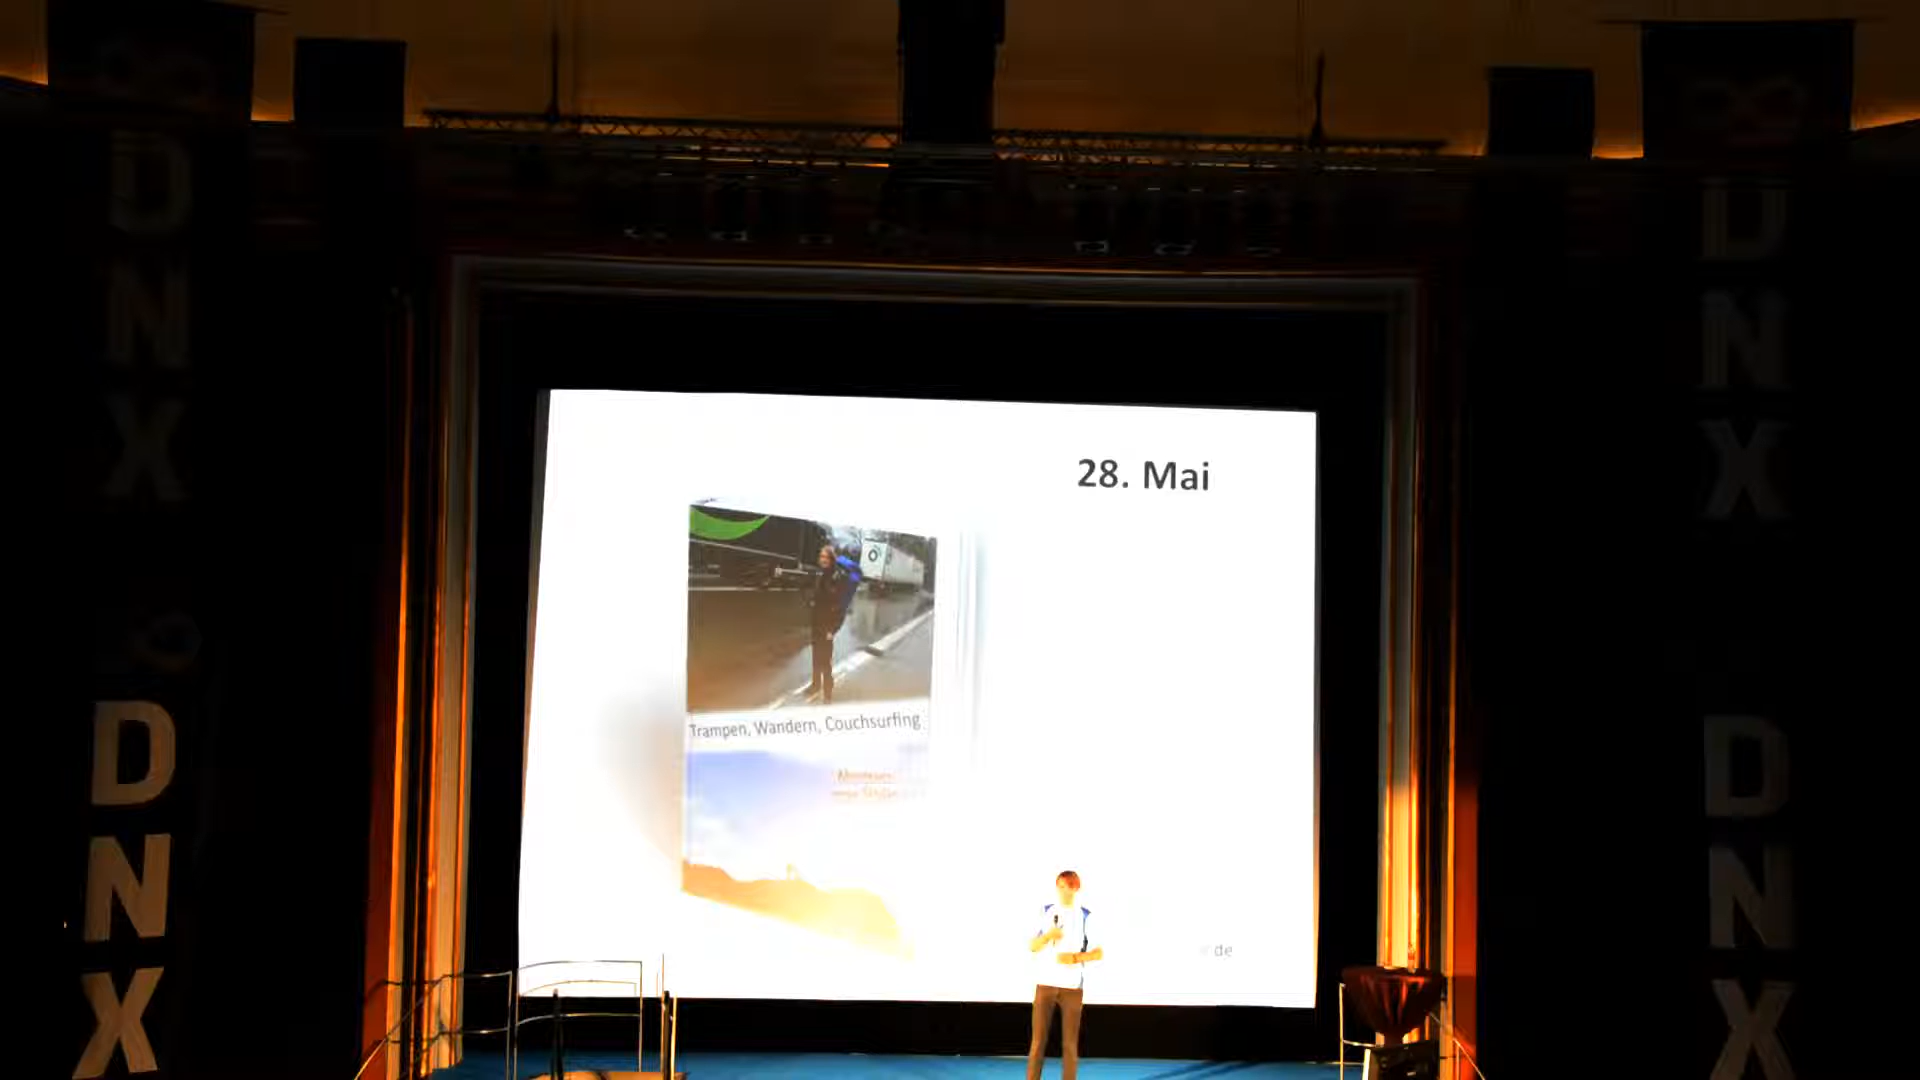 DNX
DNX
DNX
DNX
28. Mai
Trampen, Wandern, Couchsurfing
de